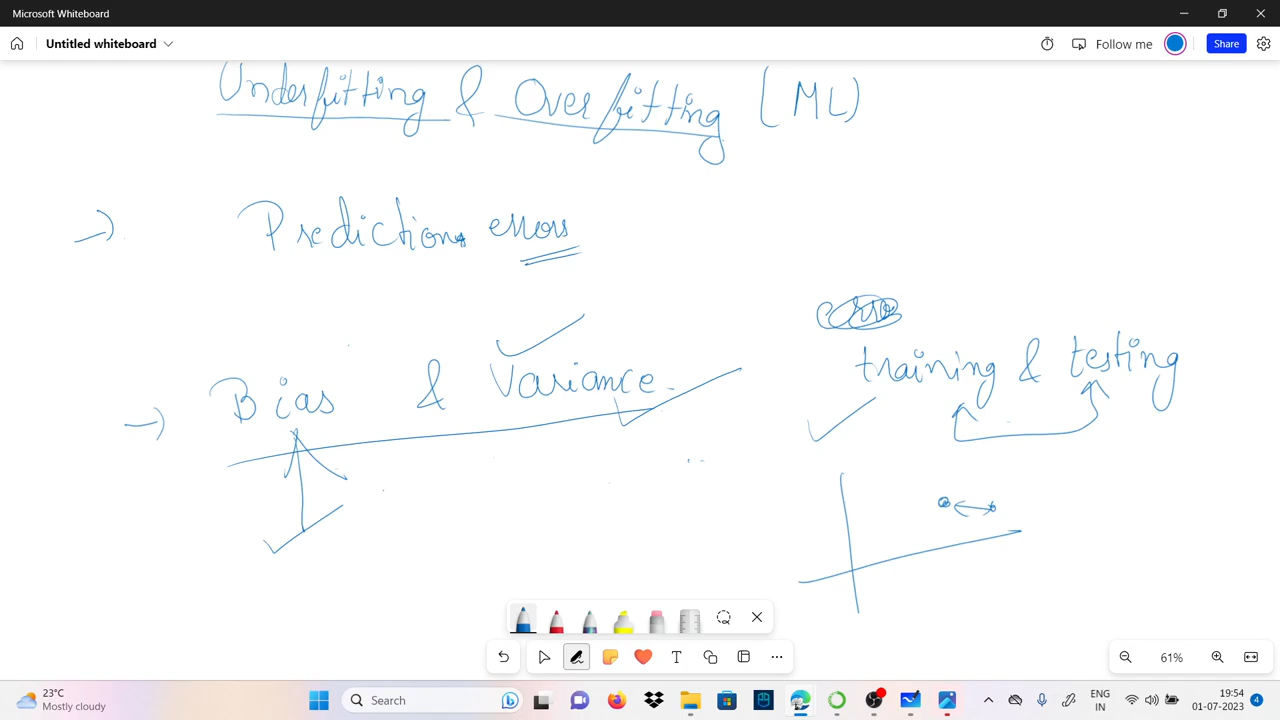 Microsoft Whiteboard
Untitled whiteboard
Follow me
Share
Underfitting & Overfitting (ML)
→ Prediction errors
→ Bias & Variance
training & testing
T
61%
23°C
Mostly cloudy
Search
ENG
IN
19:54
01-07-2023
4